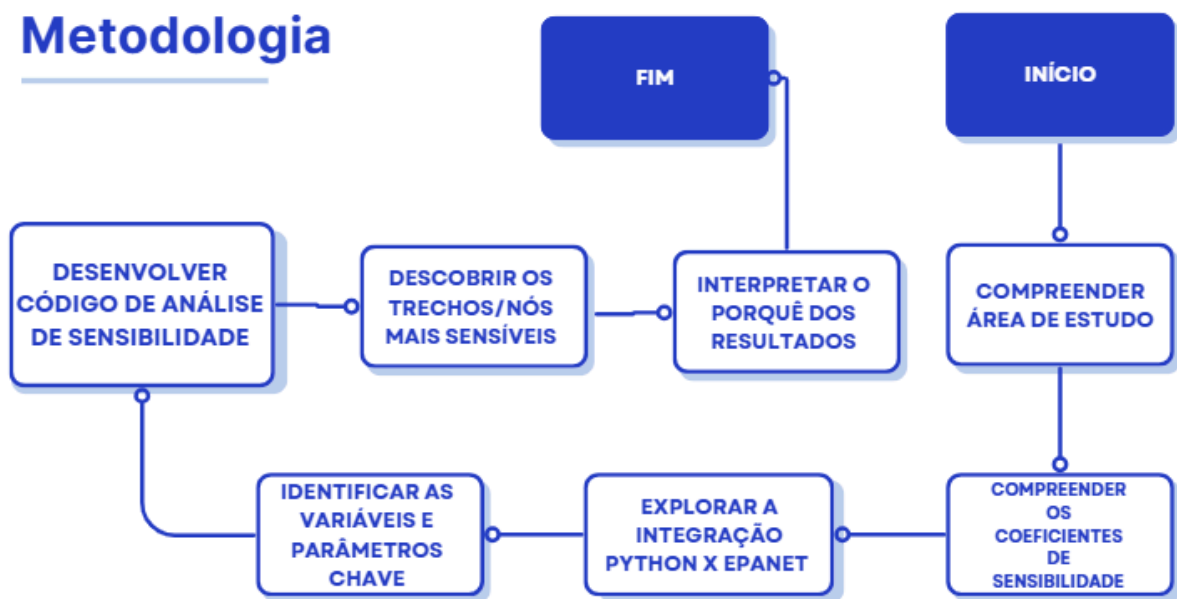 Metodologia
FIM
INÍCIO
DESENVOLVER
CÓDIGO DE ANÁLISE
DE SENSIBILIDADE
DESCOBRIR OS
TRECHOS/NÓS
MAIS SENSÍVEIS
INTERPRETAR O
PORQUÊ DOS
RESULTADOS
COMPREENDER
ÁREA DE ESTUDO
IDENTIFICAR AS
VARIÁVEIS E
PARÂMETROS
CHAVE
EXPLORAR A
INTEGRAÇÃO
PYTHON X EPANET
COMPREENDER
OS
COEFICIENTES
DE
SENSIBILIDADE